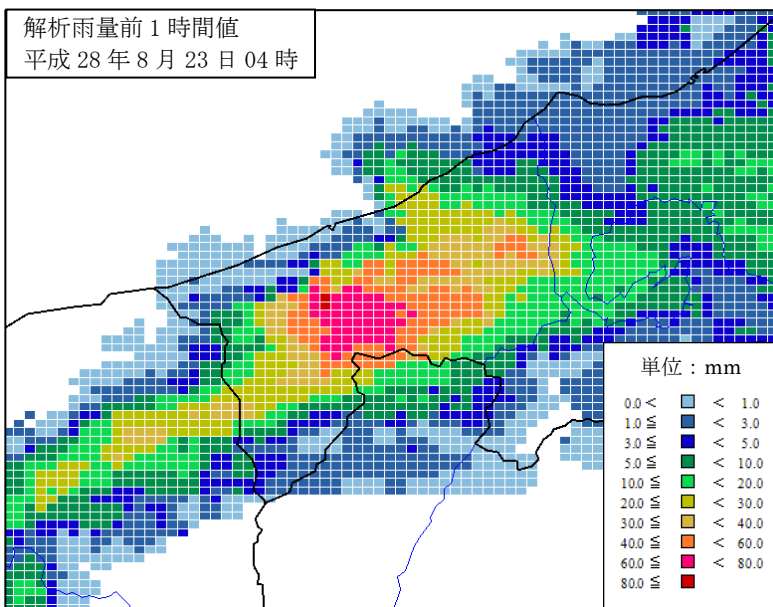 解析雨量前1時間値
平成28年8月23日04時
単位：mm
0.0 < < 1.0
1.0 ≦ < 3.0
3.0 ≦ < 5.0
5.0 ≦ < 10.0
10.0 ≦ < 20.0
20.0 ≦ < 30.0
30.0 ≦ < 40.0
40.0 ≦ < 60.0
60.0 ≦ < 80.0
80.0 ≦